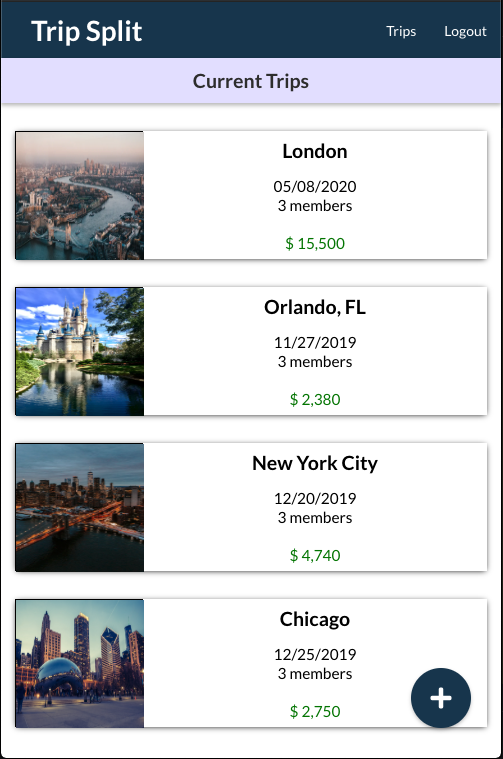 Trip Split
Trips Logout
Current Trips
London
05/08/2020
3 members
$ 15,500
Orlando, FL
11/27/2019
3 members
$ 2,380
New York City
12/20/2019
3 members
$ 4,740
Chicago
12/25/2019
3 members
$ 2,750